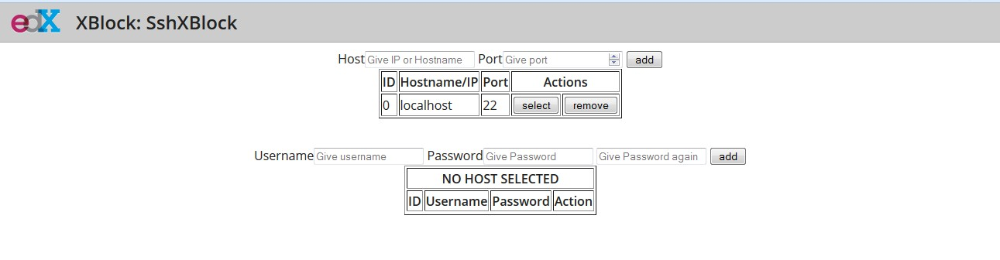 edX XBlock: SshXBlock
Host Give IP or Hostname Port Give port add
ID Hostname/IP Port Actions
0 localhost 22 select remove
Username Give username Password Give Password Give Password again add
NO HOST SELECTED
ID Username Password Action